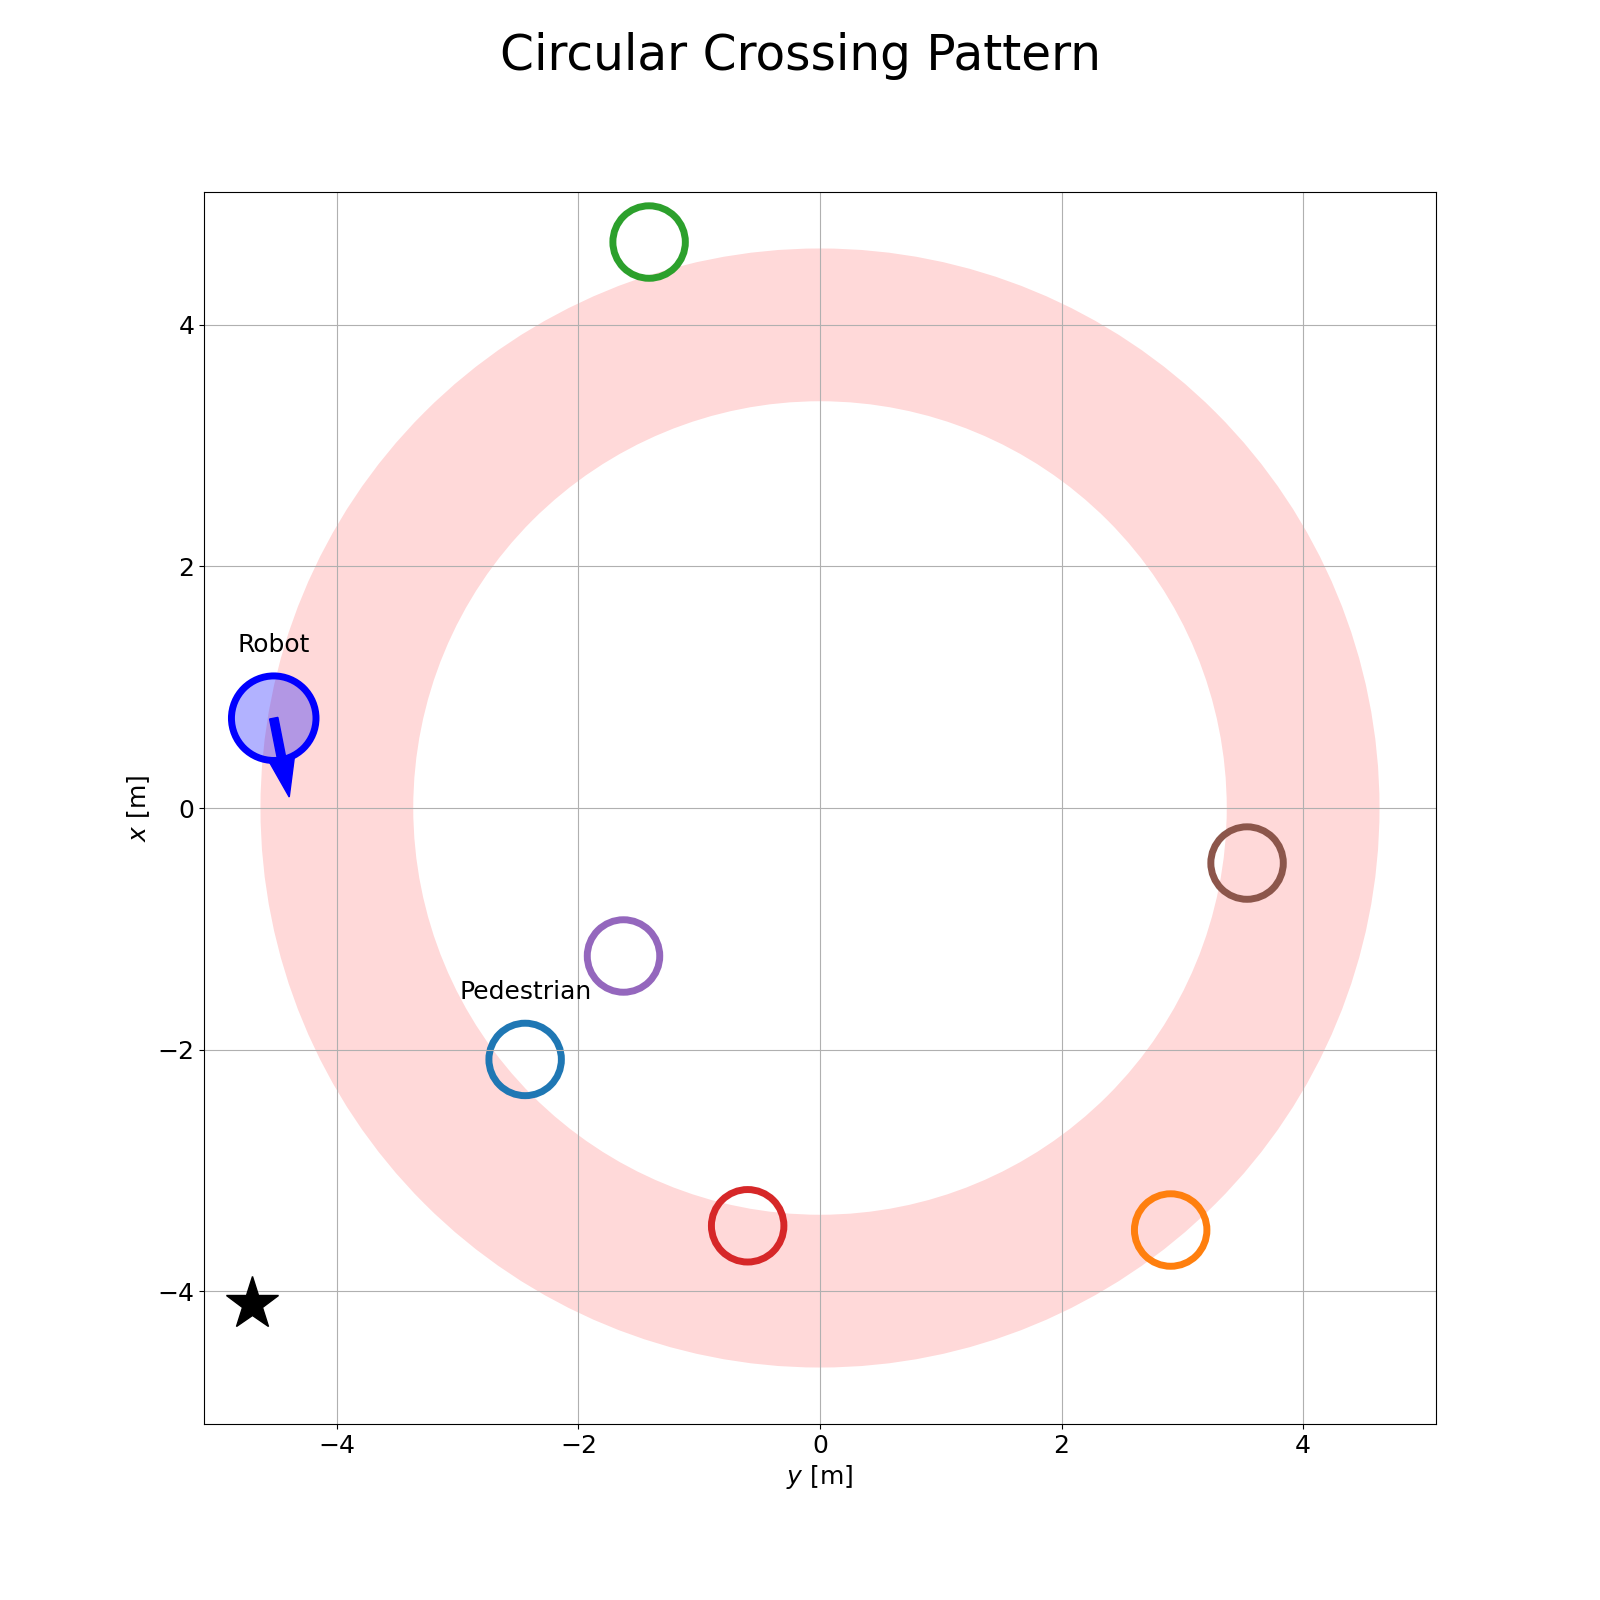 Circular Crossing Pattern
4
2
Robot
0
x [m]
Pedestrian
−2
−4
−4 −2 0 2 4
y [m]